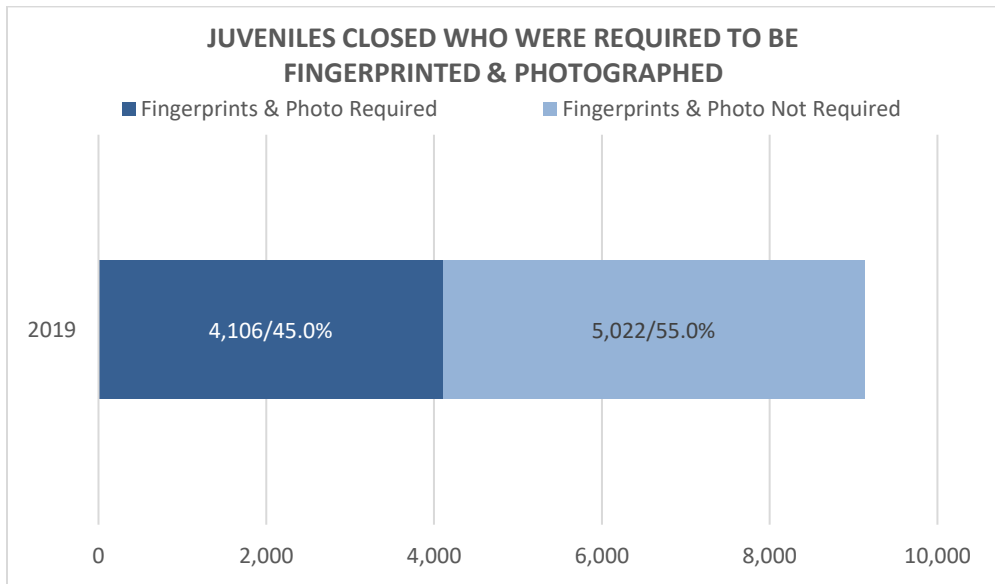 JUVENILES CLOSED WHO WERE REQUIRED TO BE
FINGERPRINTED & PHOTOGRAPHED
Fingerprints & Photo Required
Fingerprints & Photo Not Required
2019
4,106/45.0%
5,022/55.0%
0
2,000
4,000
6,000
8,000
10,000